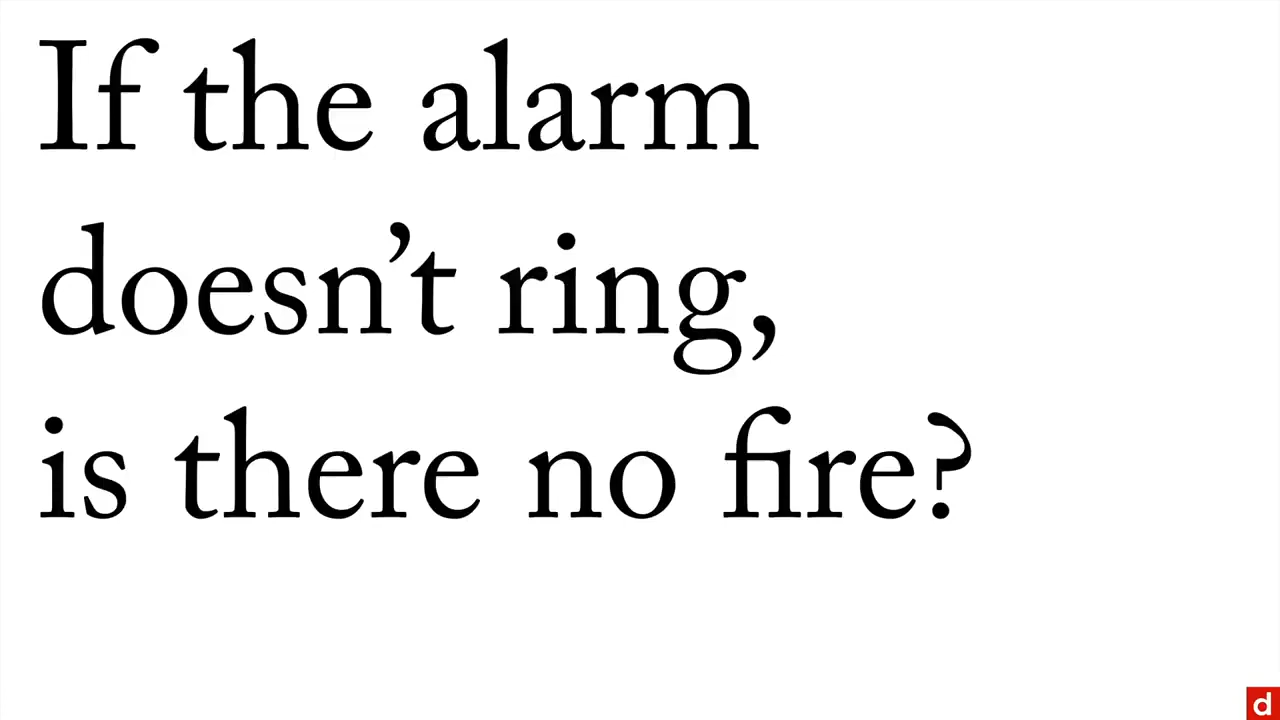 If the alarm
doesn’t ring,
is there no fire?
d